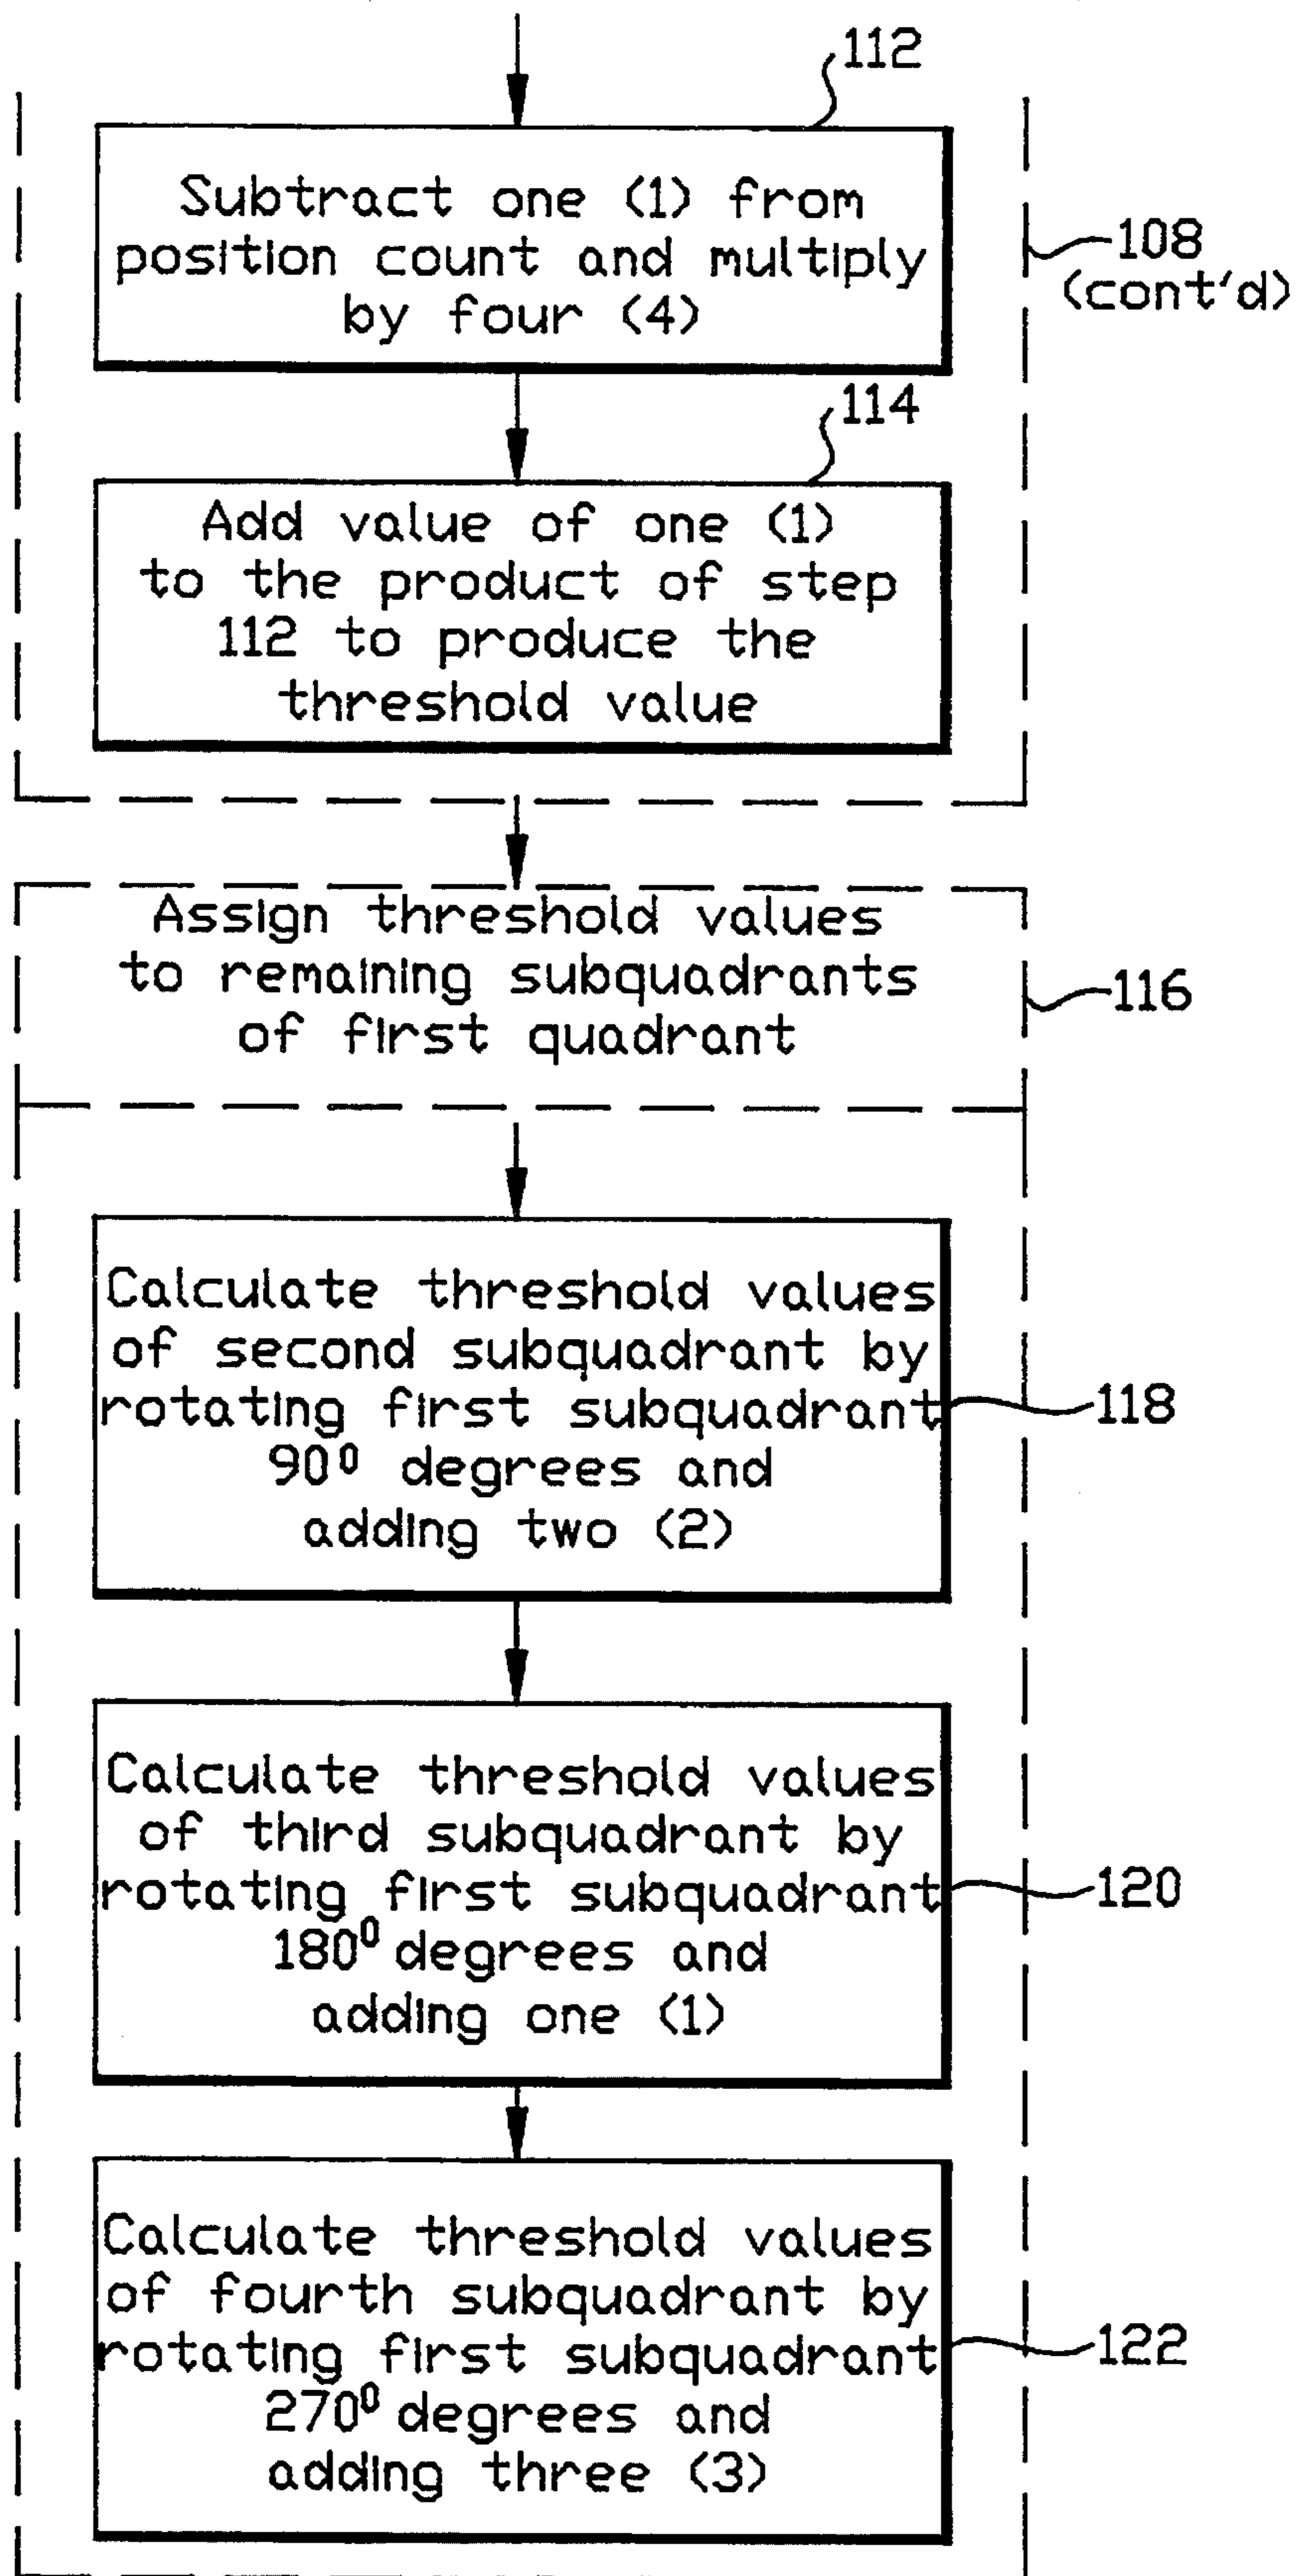 112
Subtract one (1) from
position count and multiply
by four (4)
108
(cont'd)
114
Add value of one (1)
to the product of step
112 to produce the
threshold value
Assign threshold values
to remaining subquadrants
of first quadrant
116
Calculate threshold values
of second subquadrant by
rotating first subquadrant
90⁰ degrees and
adding two (2)
118
Calculate threshold values
of third subquadrant by
rotating first subquadrant
180⁰ degrees and
adding one (1)
120
Calculate threshold values
of fourth subquadrant by
rotating first subquadrant
270⁰ degrees and
adding three (3)
122